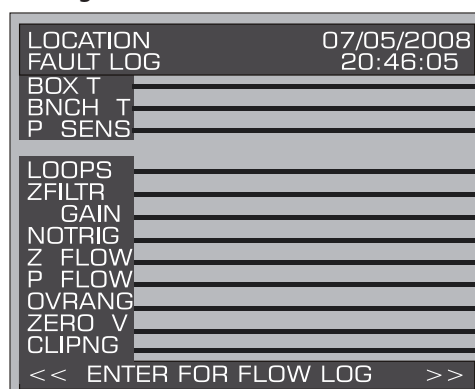 LOCATION 07/05/2008
FAULT LOG 20:46:05
BOX T
BNCH T
P SENS
LOOPS
ZFILTR
GAIN
NOTRIG
Z FLOW
P FLOW
OVRANG
ZERO V
CLIPNG
<< ENTER FOR FLOW LOG >>